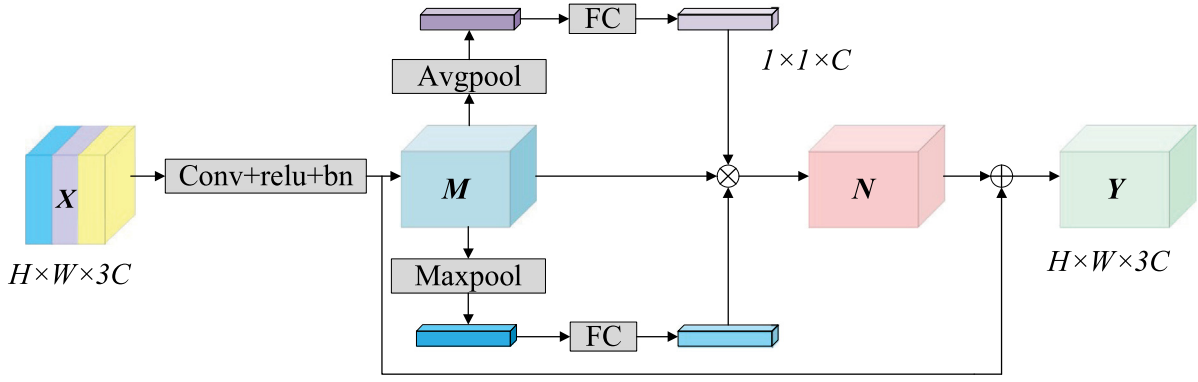 FC
1×1×C
Avgpool
X
Conv+relu+bn
M
N
Y
H×W×3C
H×W×3C
Maxpool
FC